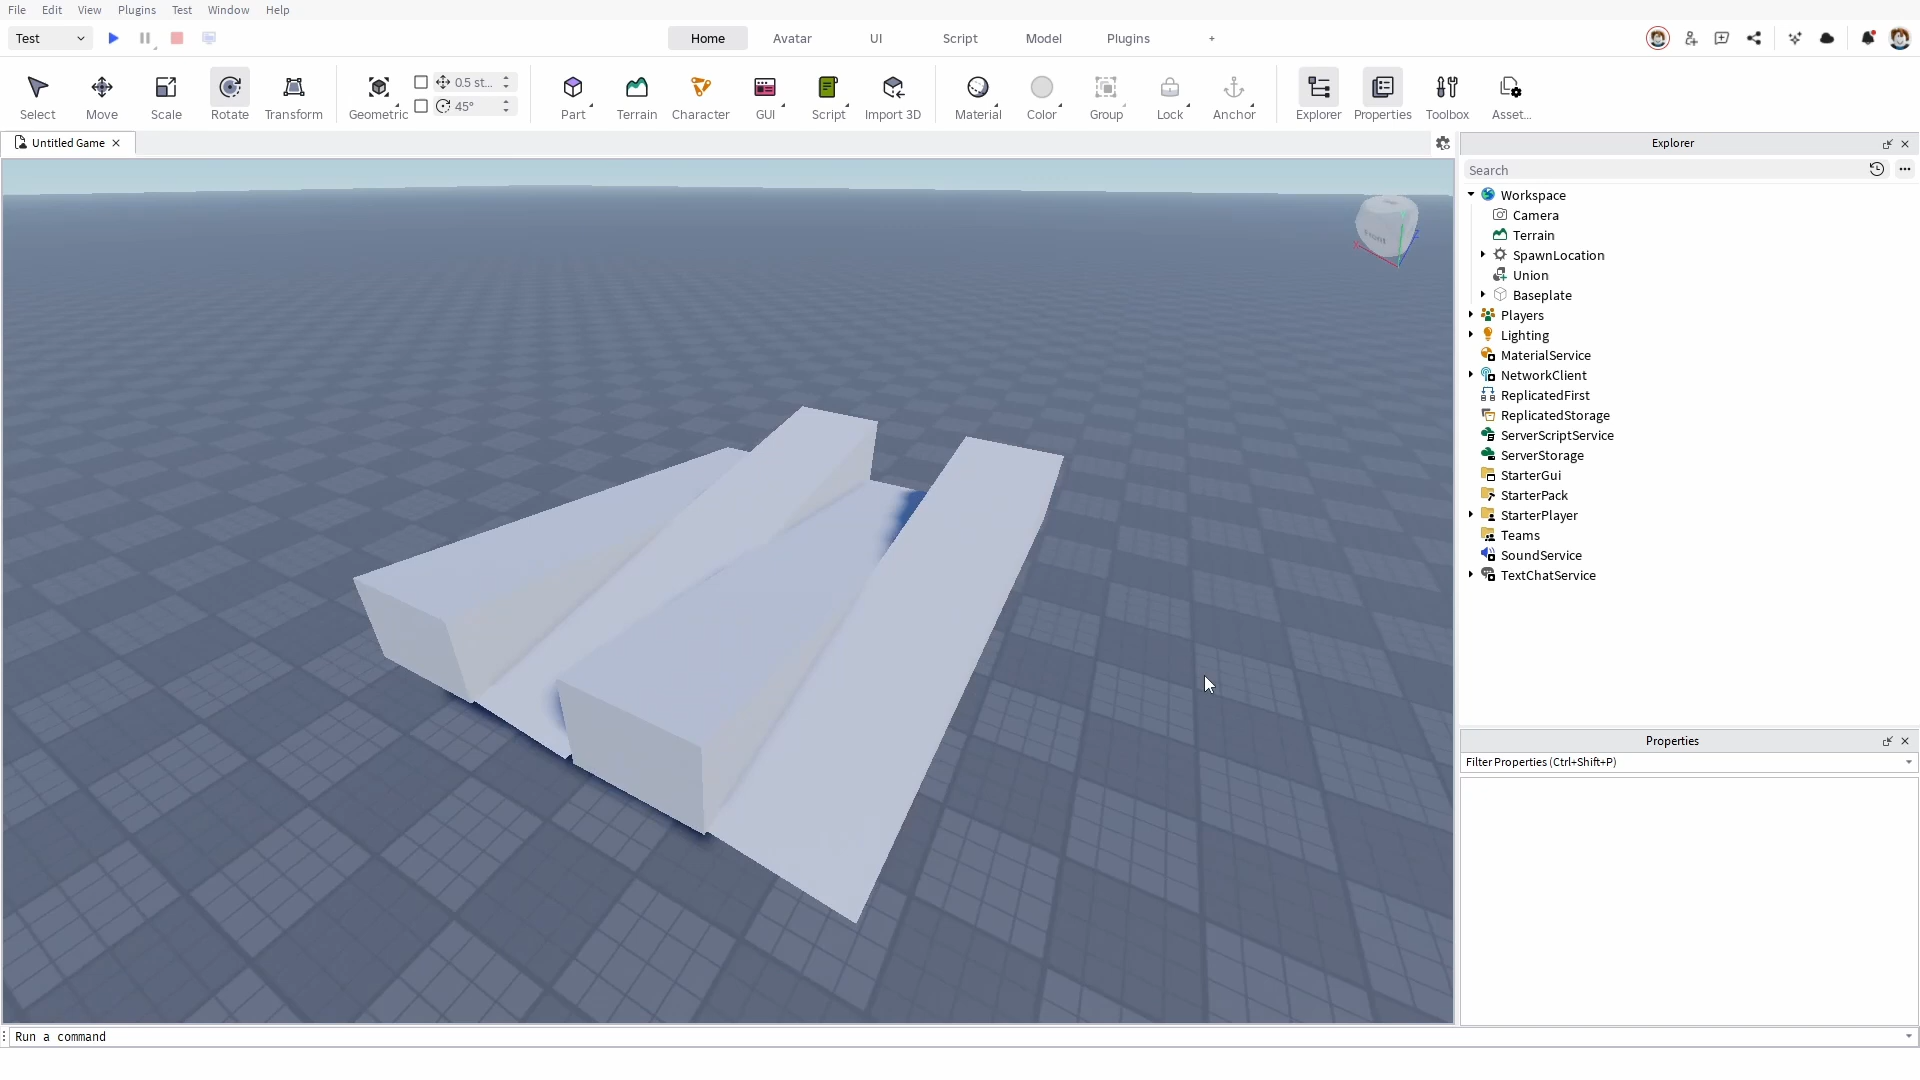 File Edit View Plugins Test Window Help
Test Home Avatar UI Script Model Plugins +
0.5 st...
45°
Select Move Scale Rotate Transform Geometric Part Terrain Character GUI Script Import 3D Material Color Group Lock Anchor Explorer Properties Toolbox Asset...
Untitled Game
Explorer
Search
Workspace
Camera
Terrain
SpawnLocation
Union
Baseplate
Players
Lighting
MaterialService
NetworkClient
ReplicatedFirst
ReplicatedStorage
ServerScriptService
ServerStorage
StarterGui
StarterPack
StarterPlayer
Teams
SoundService
TextChatService
Front
Properties
Filter Properties (Ctrl+Shift+P)
Run a command